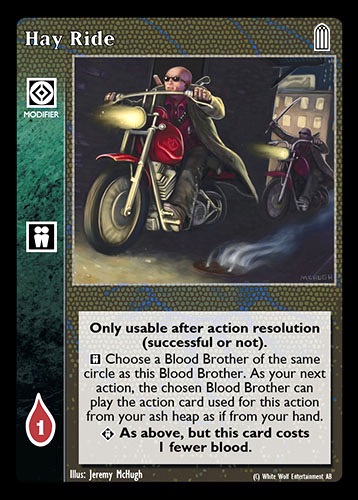 Hay Ride
MODIFIER
MCHUGH
Only usable after action resolution
(successful or not).
Choose a Blood Brother of the same
circle as this Blood Brother. As your next
action, the chosen Blood Brother can
play the action card used for this action
from your ash heap as if from your hand.
As above, but this card costs
1 fewer blood.
1
Illus: Jeremy McHugh
(C) White Wolf Entertainment AB